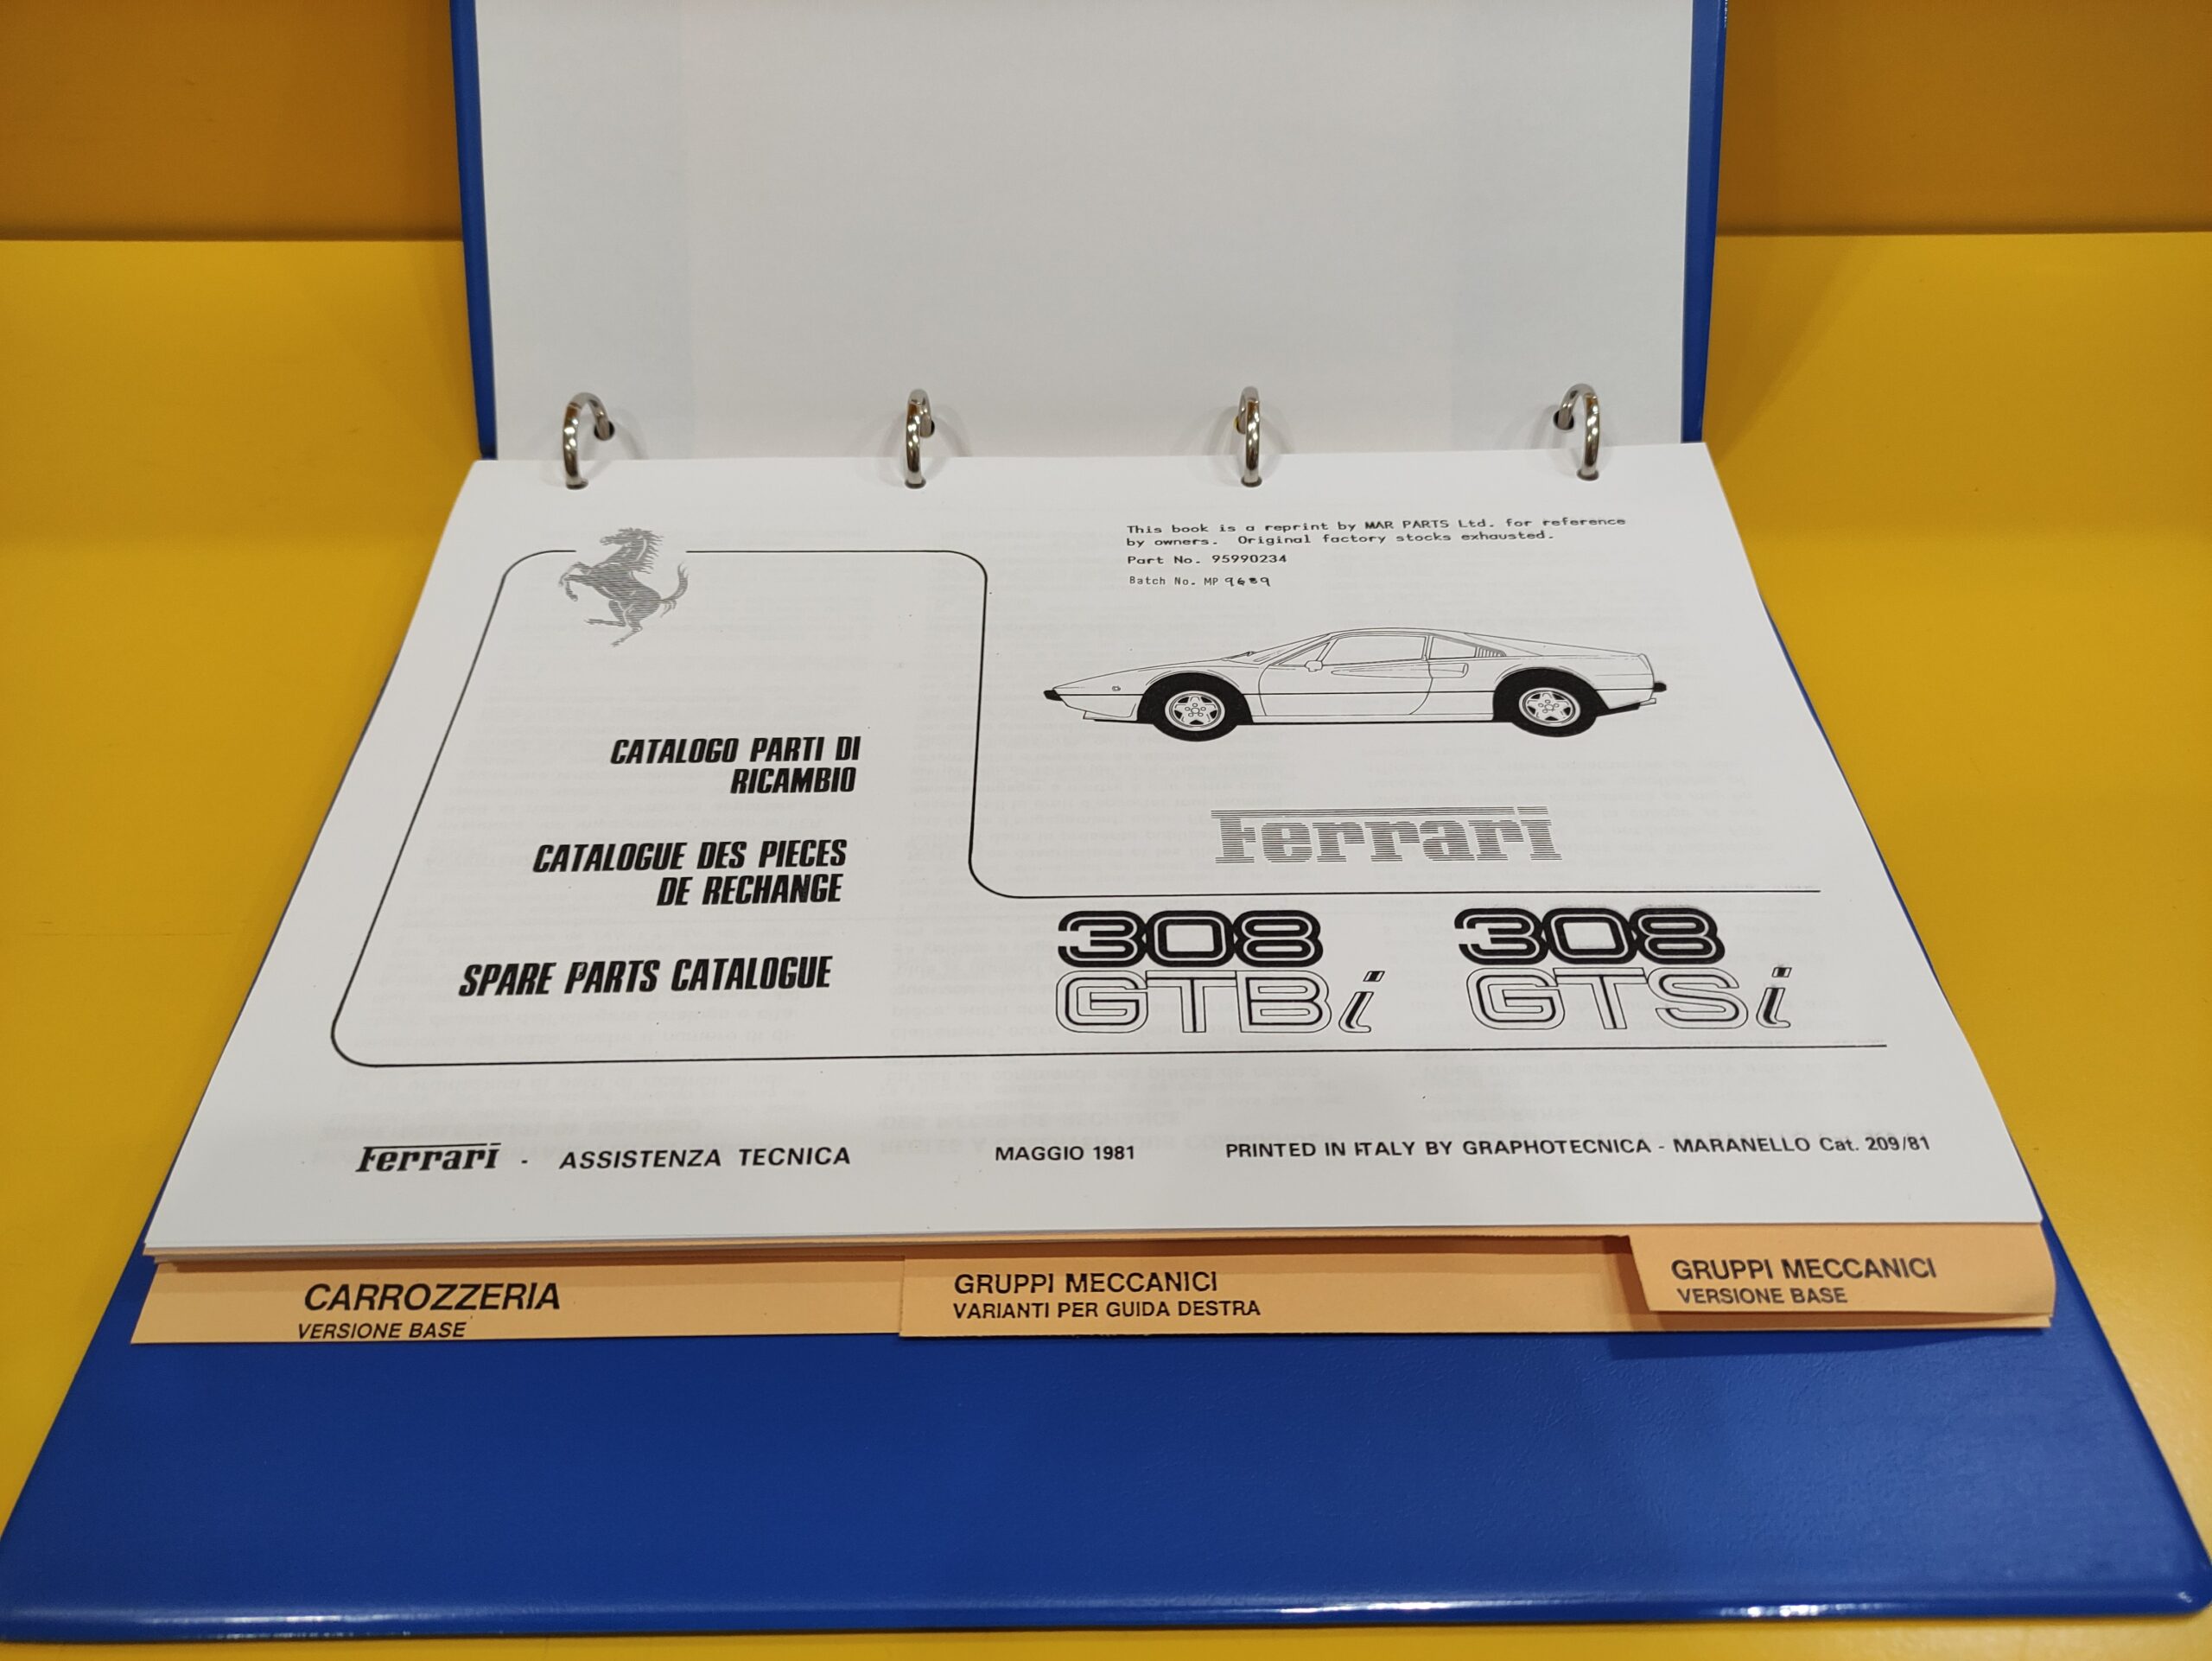 This book is a reprint by MAR PARTS Ltd. for reference
by owners. Original factory stocks exhausted.
Part No. 95990234
Batch No. MP 9689
CATALOGO PARTI DI
RICAMBIO
CATALOGUE DES PIECES
DE RECHANGE
SPARE PARTS CATALOGUE
Ferrari
308
GTBi
308
GTSi
Ferrari - ASSISTENZA TECNICA
MAGGIO 1981
PRINTED IN ITALY BY GRAPHOTECNICA - MARANELLO Cat. 209/81
CARROZZERIA
VERSIONE BASE
GRUPPI MECCANICI
VARIANTI PER GUIDA DESTRA
GRUPPI MECCANICI
VERSIONE BASE